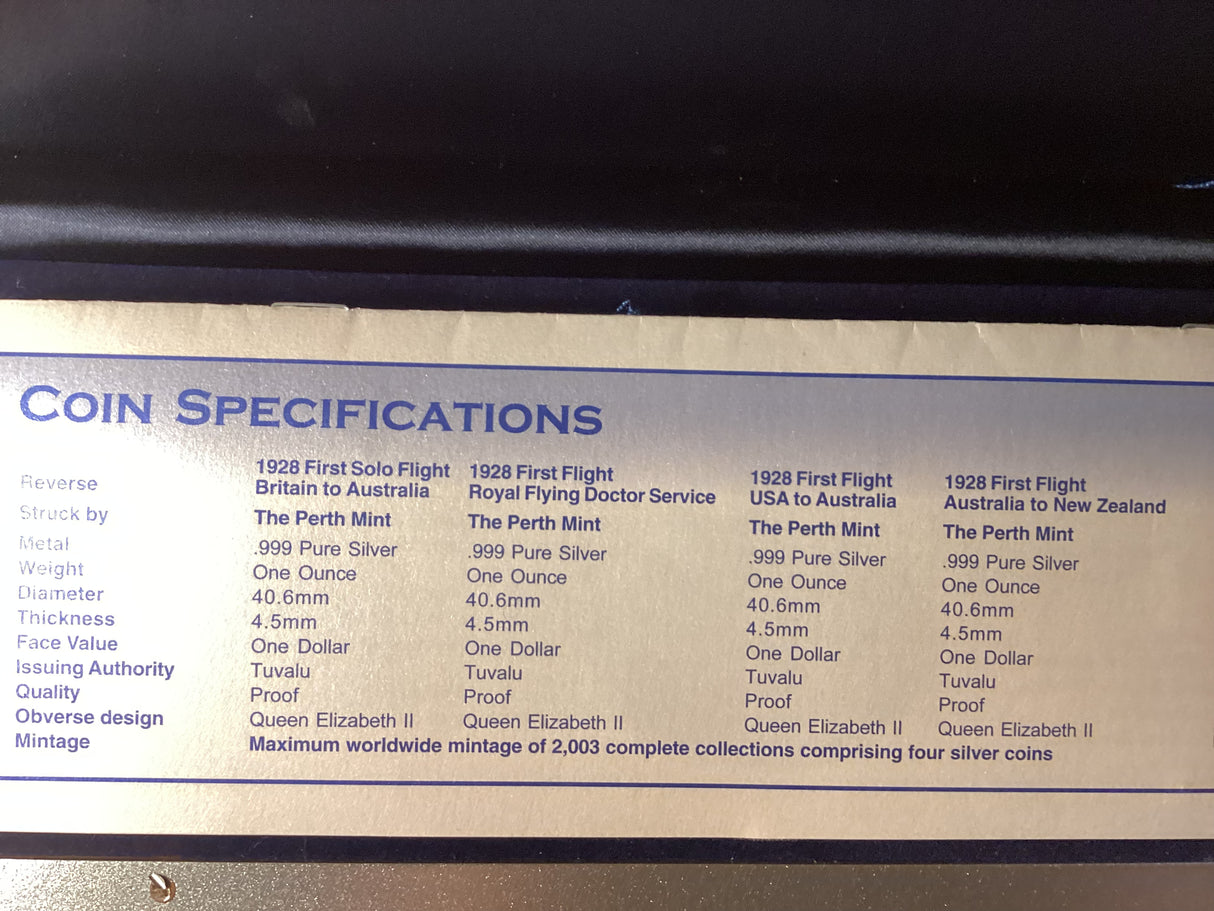 COIN SPECIFICATIONS
Reverse 1928 First Solo Flight Britain to Australia 1928 First Flight Royal Flying Doctor Service 1928 First Flight USA to Australia 1928 First Flight Australia to New Zealand
Struck by The Perth Mint The Perth Mint The Perth Mint The Perth Mint
Metal .999 Pure Silver .999 Pure Silver .999 Pure Silver .999 Pure Silver
Weight One Ounce One Ounce One Ounce One Ounce
Diameter 40.6mm 40.6mm 40.6mm 40.6mm
Thickness 4.5mm 4.5mm 4.5mm 4.5mm
Face Value One Dollar One Dollar One Dollar One Dollar
Issuing Authority Tuvalu Tuvalu Tuvalu Tuvalu
Quality Proof Proof Proof Proof
Obverse design Queen Elizabeth II Queen Elizabeth II Queen Elizabeth II Queen Elizabeth II
Mintage Maximum worldwide mintage of 2,003 complete collections comprising four silver coins